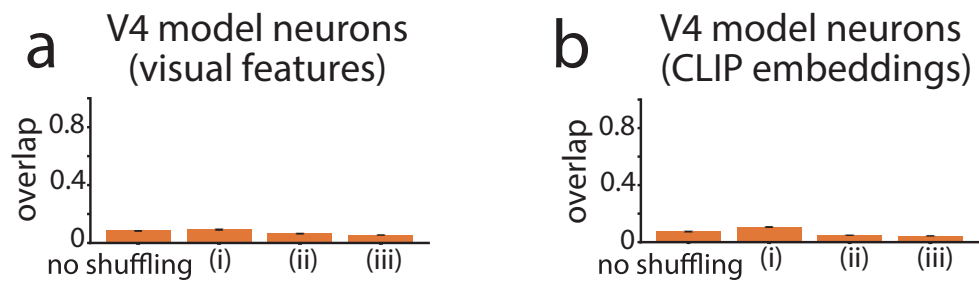 a
V4 model neurons
(visual features)
overlap
0.8
0.4
0
no shuffling
(i)
(ii)
(iii)
b
V4 model neurons
(CLIP embeddings)
overlap
0.8
0.4
0
no shuffling
(i)
(ii)
(iii)